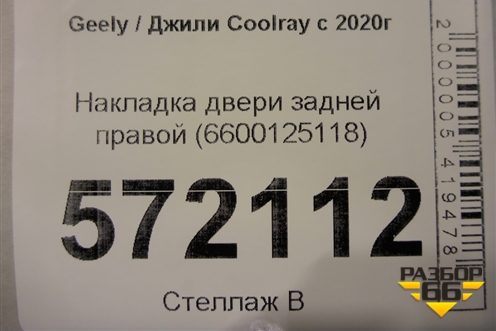 Geely / Джили Coolray с 2020г
Накладка двери задней
правой (6600125118)
572112
Стеллаж В
2000005419478
РАЗБОР
66